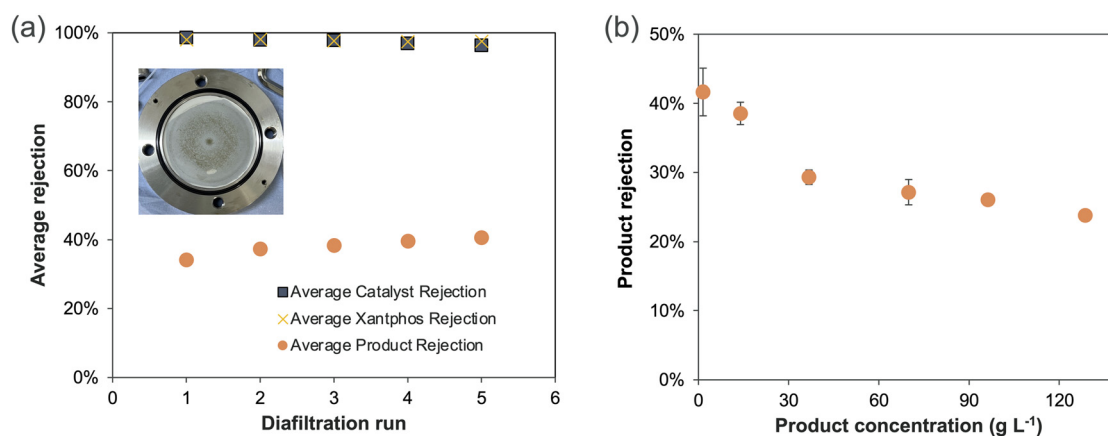 (a)
100%
80%
60%
40%
20%
0%
Average rejection
0 1 2 3 4 5 6
Diafiltration run
Average Catalyst Rejection
Average Xantphos Rejection
Average Product Rejection
(b)
50%
40%
30%
20%
10%
0%
Product rejection
0 30 60 90 120
Product concentration (g L⁻¹)